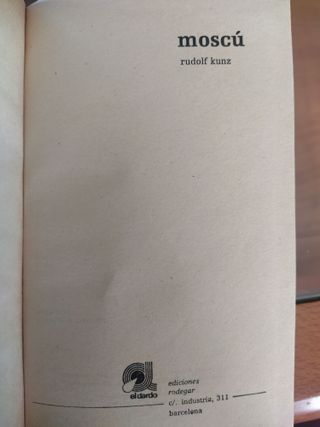 moscú
rudolf kunz
el dardo
ediciones
rodegar
c/. industria, 311
barcelona